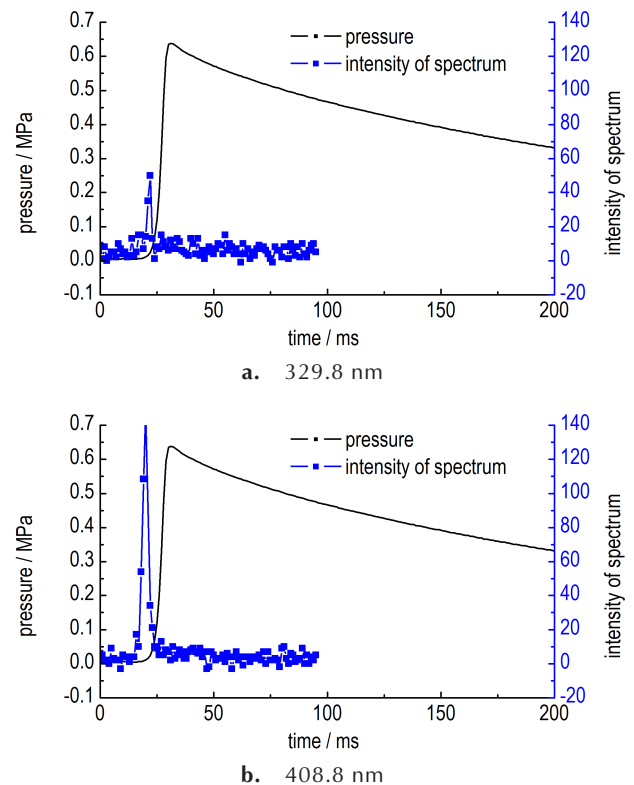 0.7
0.6
0.5
0.4
0.3
0.2
0.1
0.0
-0.1
pressure / MPa
pressure
intensity of spectrum
140
120
100
80
60
40
20
0
-20
intensity of spectrum
0 50 100 150 200
time / ms
a. 329.8 nm
0.7
0.6
0.5
0.4
0.3
0.2
0.1
0.0
-0.1
pressure / MPa
pressure
intensity of spectrum
140
120
100
80
60
40
20
0
-20
intensity of spectrum
0 50 100 150 200
time / ms
b. 408.8 nm